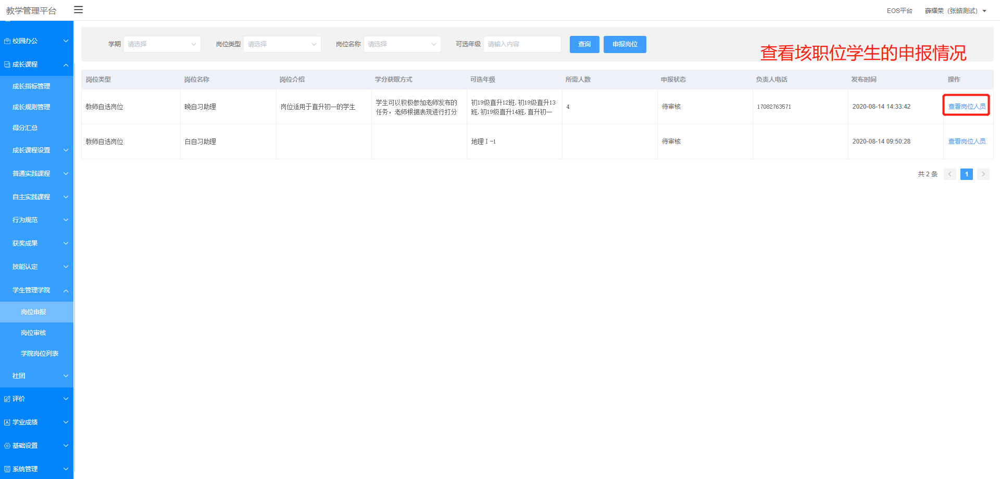 教学管理平台
EOS平台
薛耀荣（张皓测试）
校园办公
成长课程
成长指标管理
成长规则管理
得分汇总
成长课程设置
普通实践课程
自主实践课程
行为规范
获奖成果
技能认定
学生管理学院
岗位申报
岗位审核
学院岗位列表
社团
评价
学业成绩
基础设置
系统管理
学期 请选择 岗位类型 请选择 岗位名称 请选择 可选年级 请输入内容 查询 申报岗位
查看该职位学生的申报情况
岗位类型 岗位名称 岗位介绍 学分获取方式 可选年级 所需人数 申报状态 负责人电话 发布时间 操作
教师自选岗位 晚自习助理 岗位适用于直升初一的学生
学生可以积极参加老师发布的
任务，老师根据表现进行打分
初19级直升12班,初19级直升13
班,初19级直升14班,直升初一
4 待审核 17082763571 2020-08-14 14:33:42 查看岗位人员
教师自选岗位 白自习助理 地理Ⅰ-1 待审核 2020-08-14 09:50:28 查看岗位人员
共 2 条 1